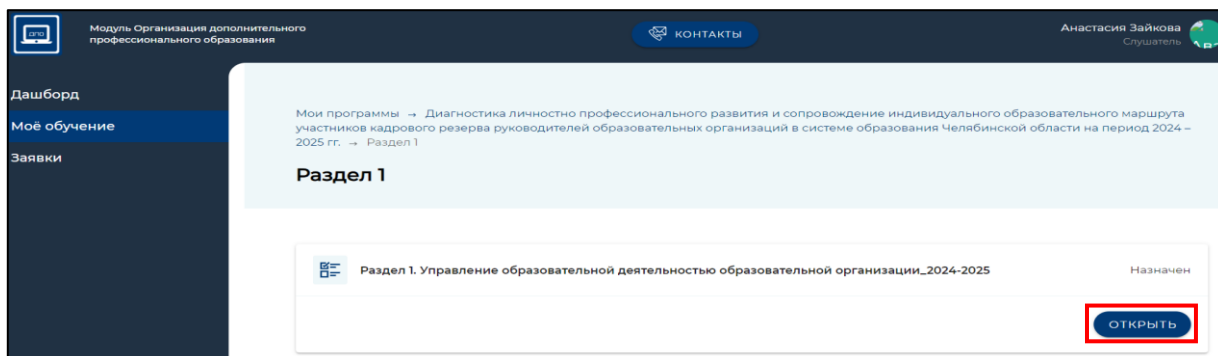 дпо
Модуль Организация дополнительного
профессионального образования
КОНТАКТЫ
Анастасия Зайкова
Слушатель
Дашборд
Моё обучение
Заявки
Мои программы → Диагностика личностно профессионального развития и сопровождение индивидуального образовательного маршрута
участников кадрового резерва руководителей образовательных организаций в системе образования Челябинской области на период 2024 –
2025 гг. → Раздел 1
Раздел 1
Раздел 1. Управление образовательной деятельностью образовательной организации_2024-2025
Назначен
ОТКРЫТЬ